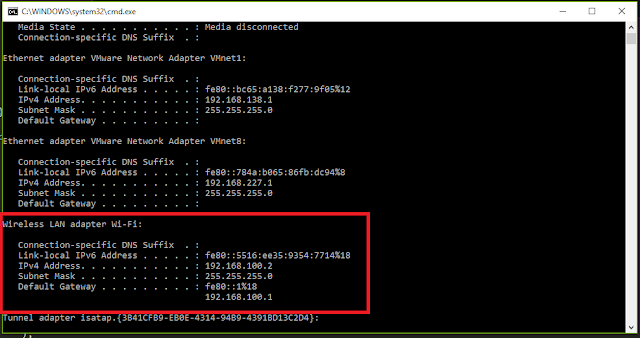 C:\WINDOWS\system32\cmd.exe
Media State . . . . . . . . . . . : Media disconnected
Connection-specific DNS Suffix  . :
Ethernet adapter VMware Network Adapter VMnet1:
Connection-specific DNS Suffix  . :
Link-local IPv6 Address . . . . . : fe80::bc65:a138:f277:9f05%12
IPv4 Address. . . . . . . . . . . : 192.168.138.1
Subnet Mask . . . . . . . . . . . : 255.255.255.0
Default Gateway . . . . . . . . . :
Ethernet adapter VMware Network Adapter VMnet8:
Connection-specific DNS Suffix  . :
Link-local IPv6 Address . . . . . : fe80::784a:b065:86fb:dc94%8
IPv4 Address. . . . . . . . . . . : 192.168.227.1
Subnet Mask . . . . . . . . . . . : 255.255.255.0
Default Gateway . . . . . . . . . :
Wireless LAN adapter Wi-Fi:
Connection-specific DNS Suffix  . :
Link-local IPv6 Address . . . . . : fe80::5516:ee35:9354:7714%18
IPv4 Address. . . . . . . . . . . : 192.168.100.2
Subnet Mask . . . . . . . . . . . : 255.255.255.0
Default Gateway . . . . . . . . . : fe80::1%18
192.168.100.1
Tunnel adapter isatap.{3B41CFB9-EB0E-4314-94B9-4391BD13C2D4}: